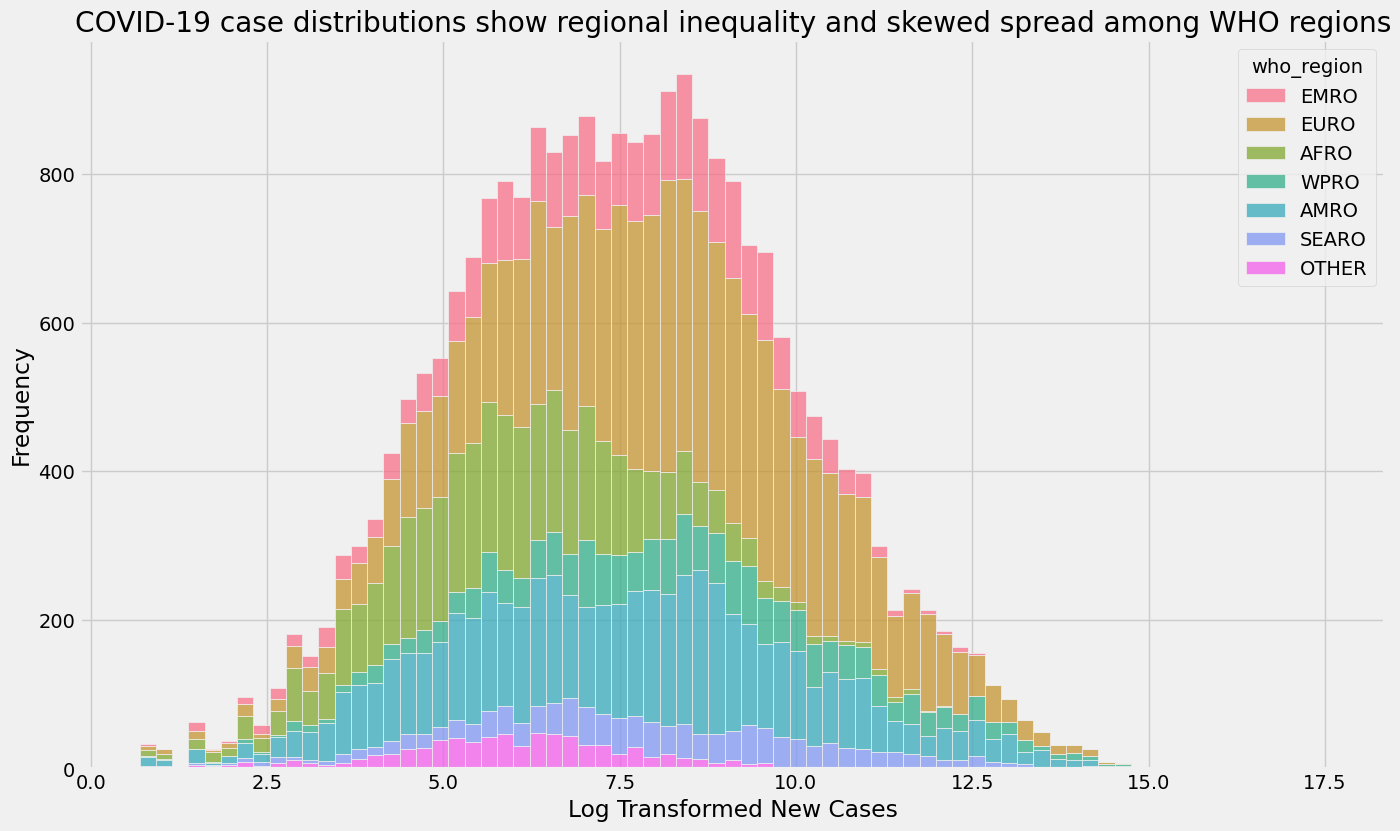 COVID-19 case distributions show regional inequality and skewed spread among WHO regions
who_region
EMRO
EURO
AFRO
WPRO
AMRO
SEARO
OTHER
Frequency
800
600
400
200
0
0.0 2.5 5.0 7.5 10.0 12.5 15.0 17.5
Log Transformed New Cases